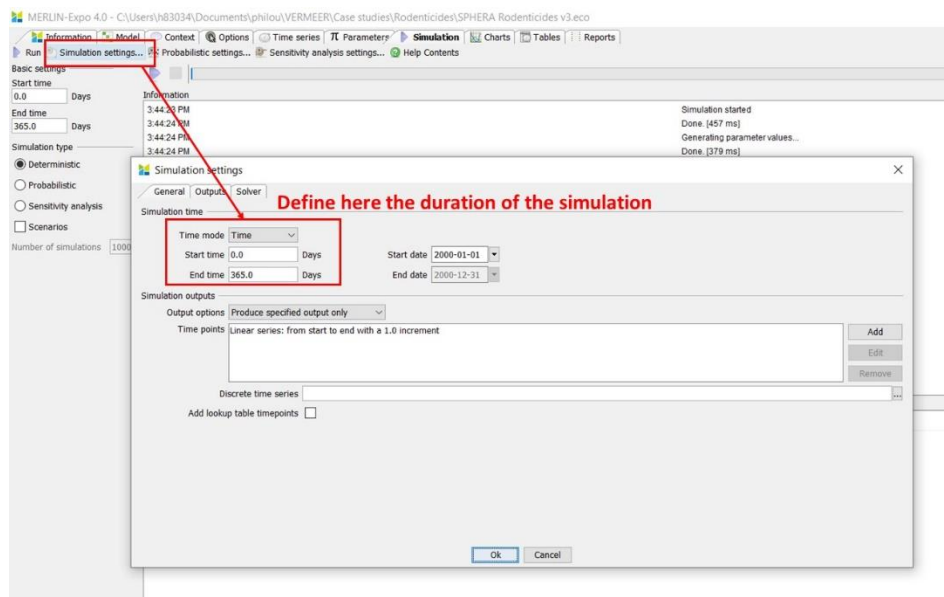 MERLIN-Expo 4.0 - C:\Users\h83034\Documents\philou\VERMEER\Case studies\Rodenticides\SPHERA Rodenticides v3.eco
Information Model Context Options Time series Π Parameters Simulation Charts Tables Reports
Run Simulation settings... Probabilistic settings... Sensitivity analysis settings... Help Contents
Basic settings
Start time
0.0 Days
End time
365.0 Days
Simulation type
Deterministic
Probabilistic
Sensitivity analysis
Scenarios
Number of simulations 1000
Information
3:44:23 PM Simulation started
3:44:24 PM Done. [457 ms]
3:44:24 PM Generating parameter values...
3:44:24 PM Done. [379 ms]
Simulation settings
General Outputs Solver
Define here the duration of the simulation
Simulation time
Time mode Time
Start time 0.0 Days Start date 2000-01-01
End time 365.0 Days End date 2000-12-31
Simulation outputs
Output options Produce specified output only
Time points Linear series: from start to end with a 1.0 increment
Add
Edit
Remove
Discrete time series ...
Add lookup table timepoints
Ok Cancel